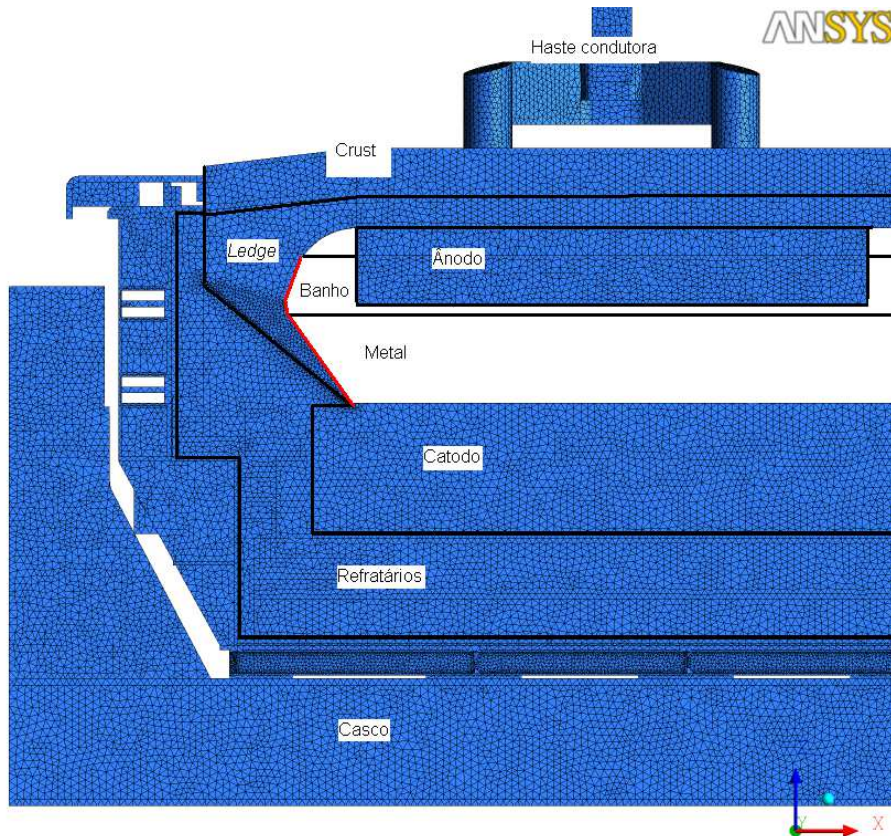 ANSYS
Haste condutora
Crust
Ledge
Ânodo
Banho
Metal
Catodo
Refratários
Casco
Z
Y
X